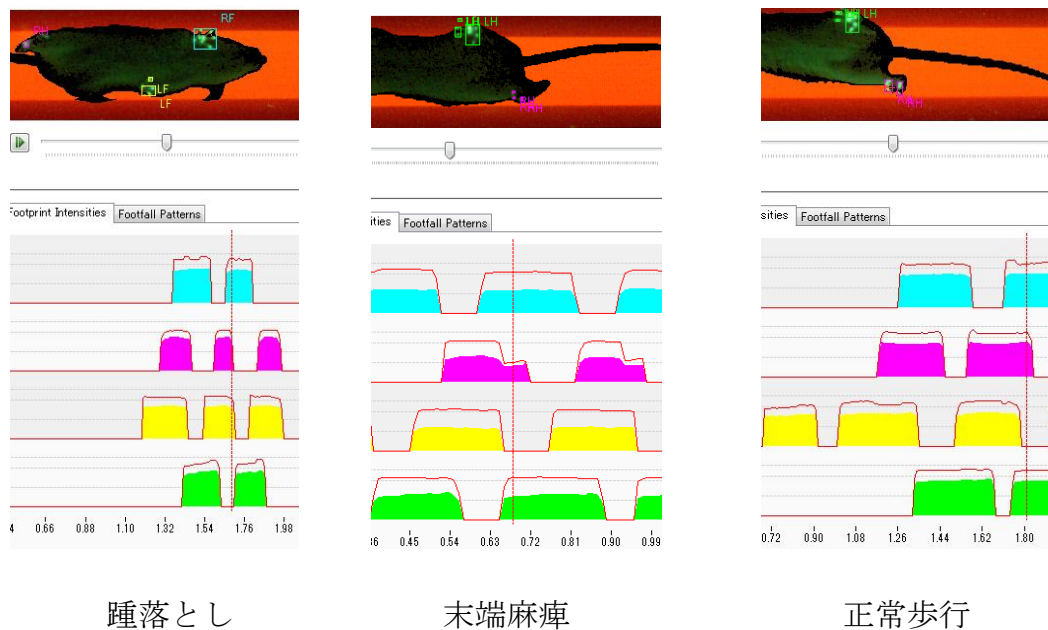 RH
RF
LF
LF
LH
RH
LH
RH
Footprint Intensities Footfall Patterns
ities Footfall Patterns
sities Footfall Patterns
4 0.66 0.88 1.10 1.32 1.54 1.76 1.98
36 0.45 0.54 0.63 0.72 0.81 0.90 0.99
0.72 0.90 1.08 1.26 1.44 1.62 1.80
踵落とし
末端麻痺
正常歩行